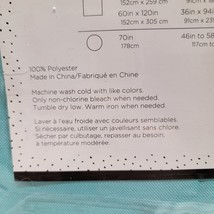 152cm x 259 cm
60in x 120in 36in x 94
152cm x 305 cm 91cm x 23
70in 46in to 58
178cm 117cm to
100% Polyester
Made in China/Fabriqué en Chine
Machine wash cold with like colors.
Only non-chlorine bleach when needed.
Tumble dry low. Warm iron when needed.
Laver à l'eau froide avec couleurs semblables.
Si nécessaire, utiliser un javellisant sans chlore.
Sécher par culbutage, repasser au besoin,
à température modérée.